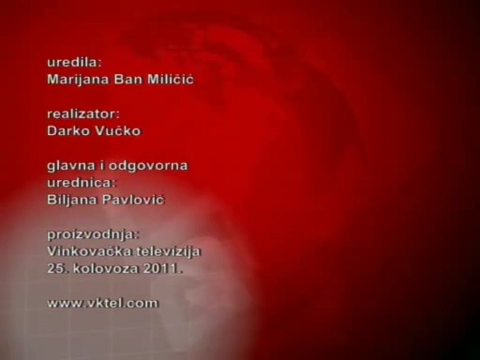 uredila:
Marijana Ban Miličić
realizator:
Darko Vučko
glavna i odgovorna
urednica:
Biljana Pavlović
proizvodnja:
Vinkovačka televizija
25. kolovoza 2011.
www.vktel.com